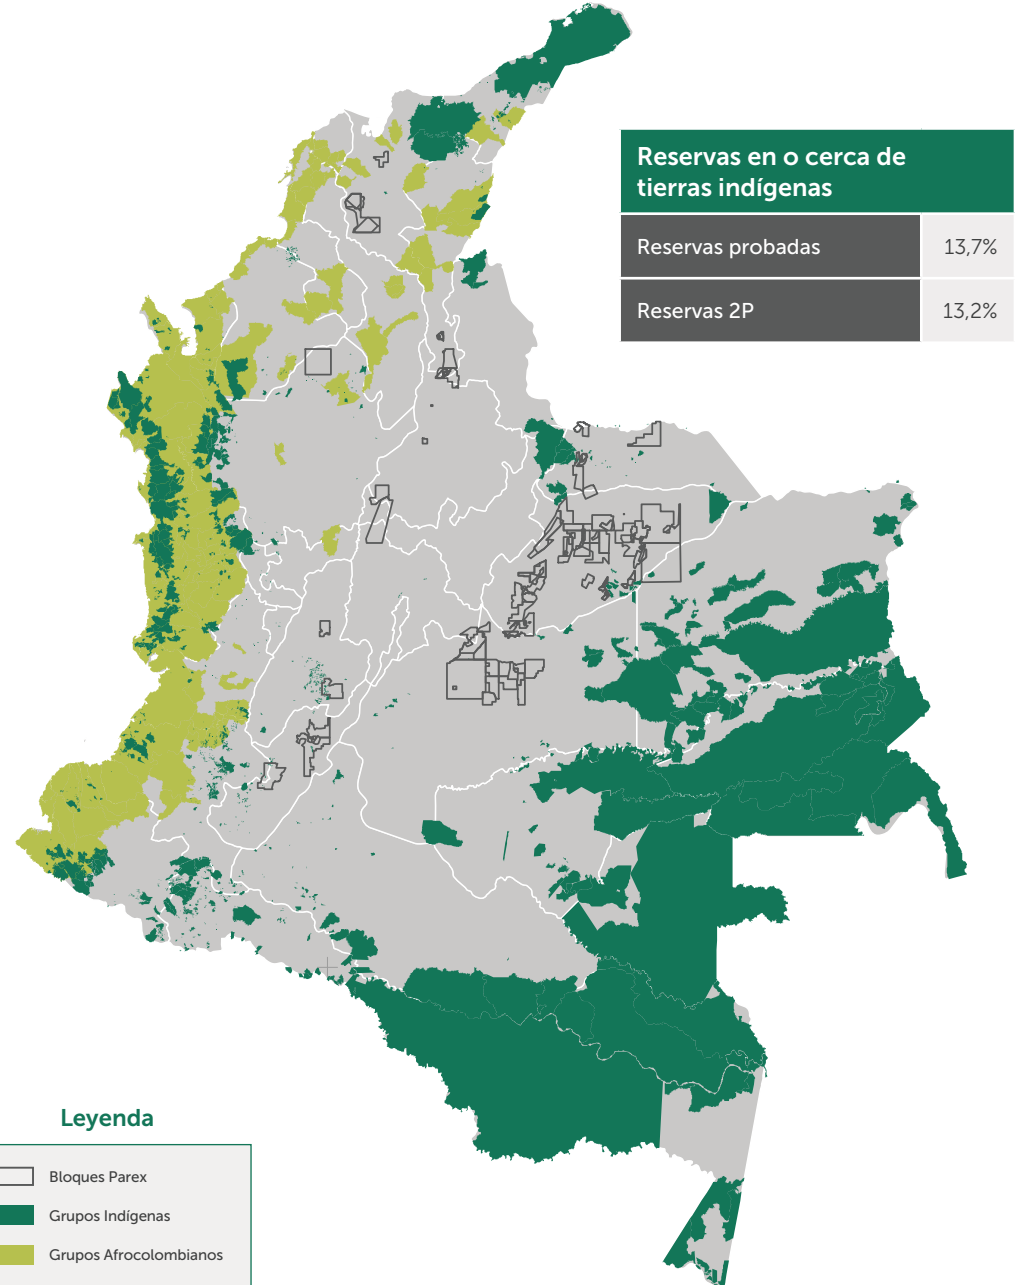 Reservas en o cerca de
tierras indígenas
Reservas probadas 13,7%
Reservas 2P 13,2%
Leyenda
Bloques Parex
Grupos Indígenas
Grupos Afrocolombianos